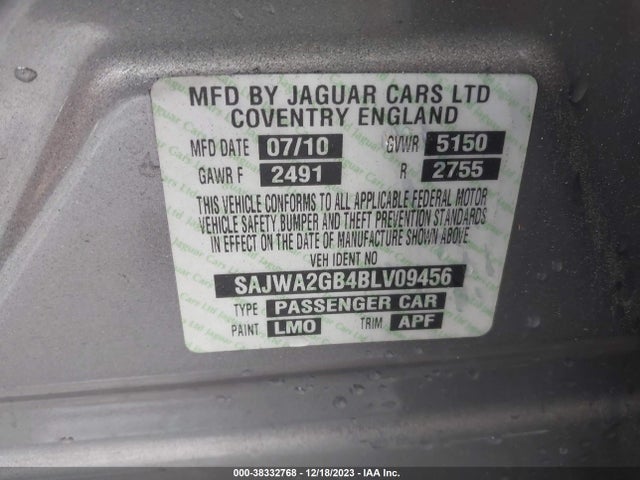 MFD BY JAGUAR CARS LTD
COVENTRY ENGLAND
MFD DATE 07/10 GVWR 5150
GAWR F 2491 R 2755
THIS VEHICLE CONFORMS TO ALL APPLICABLE FEDERAL MOTOR
VEHICLE SAFETY BUMPER AND THEFT PREVENTION STANDARDS
IN EFFECT ON THE DATE OF MANUFACTURE SHOWN ABOVE
VEH IDENT NO
SAJWA2GB4BLV09456
TYPE PASSENGER CAR
PAINT LMO TRIM APF
000-38332768 - 12/18/2023 - IAA Inc.